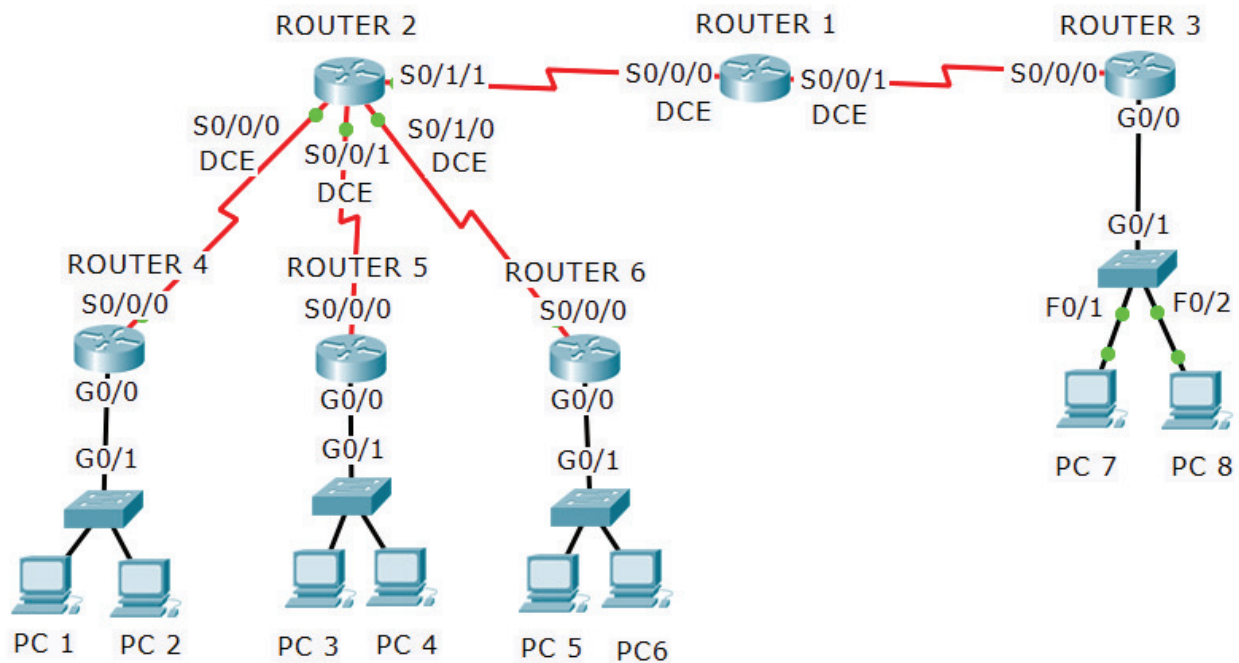 ROUTER 2
ROUTER 1
ROUTER 3
S0/1/1
S0/0/0
DCE
S0/0/1
DCE
S0/0/0
G0/0
S0/0/0
DCE
S0/0/1
DCE
S0/1/0
DCE
G0/1
F0/1
F0/2
PC 7
PC 8
ROUTER 4
ROUTER 5
ROUTER 6
S0/0/0
S0/0/0
S0/0/0
G0/0
G0/0
G0/0
G0/1
G0/1
G0/1
PC 1
PC 2
PC 3
PC 4
PC 5
PC6